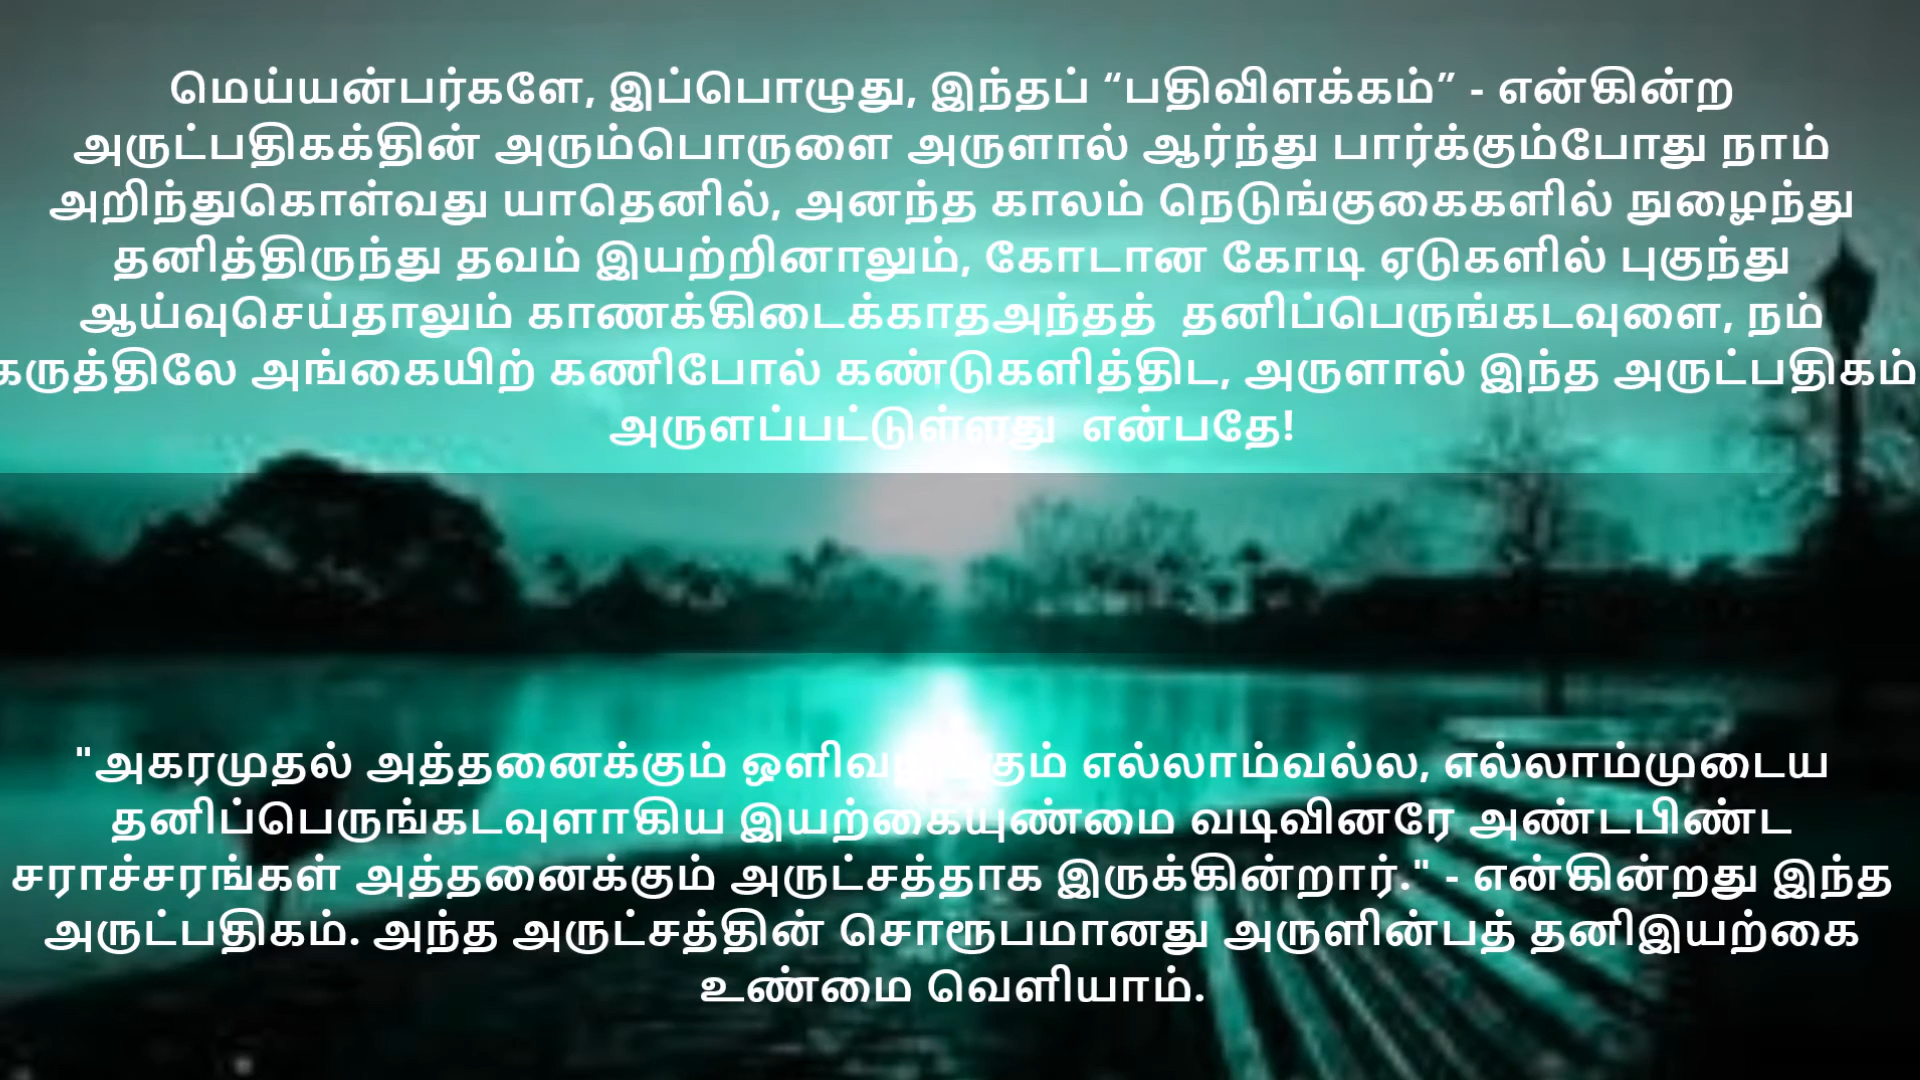 மெய்யன்பர்களே, இப்பொழுது, இந்தப் “பதிவிளக்கம்” - என்கின்ற
அருட்பதிகக்தின் அரும்பொருளை அருளால் ஆர்ந்து பார்க்கும்போது நாம்
அறிந்துகொள்வது யாதெனில், அனந்த காலம் நெடுங்குகைகளில் நுழைந்து
தனித்திருந்து தவம் இயற்றினாலும், கோடான கோடி ஏடுகளில் புகுந்து
ஆய்வுசெய்தாலும் காணக்கிடைக்காதஅந்தத் தனிப்பெருங்கடவுளை, நம்
கருத்திலே அங்கையிற் கணிபோல் கண்டுகளித்திட, அருளால் இந்த அருட்பதிகம்
அருளப்பட்டுள்ளது என்பதே!
"அகரமுதல் அத்தனைக்கும் எல்லாம்வல்ல, எல்லாம்முடைய
தனிப்பெருங்கடவுளாகிய இயற்கையுண்மை வடிவினரே அண்டபிண்ட
சராச்சரங்கள் அத்தனைக்கும் அருட்சத்தாக இருக்கின்றார்." - என்கின்றது இந்த
அருட்பதிகம். அந்த அருட்சத்தின் சொரூபமானது அருளின்பத் தனிஇயற்கை
உண்மை வெளியாம்.